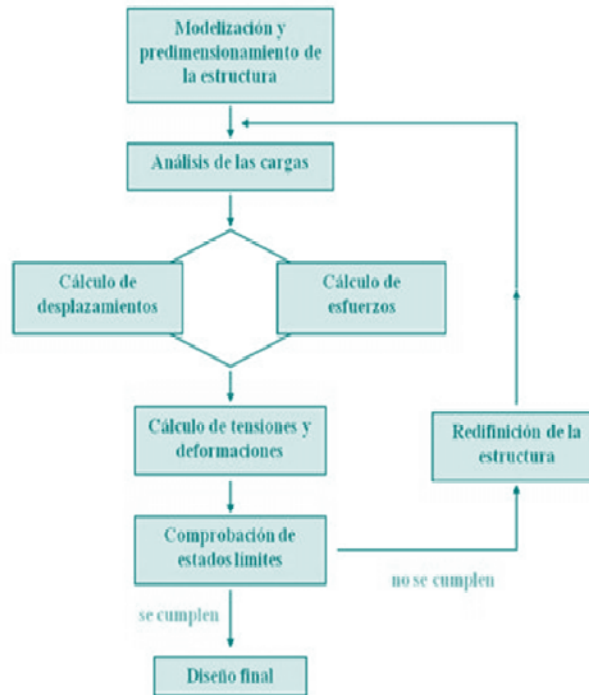 Modelización y
predimensionamiento de
la estructura
Análisis de las cargas
Cálculo de
desplazamientos
Cálculo de
esfuerzos
Cálculo de tensiones y
deformaciones
Redifinición de la
estructura
Comprobación de
estados límites
no se cumplen
se cumplen
Diseño final